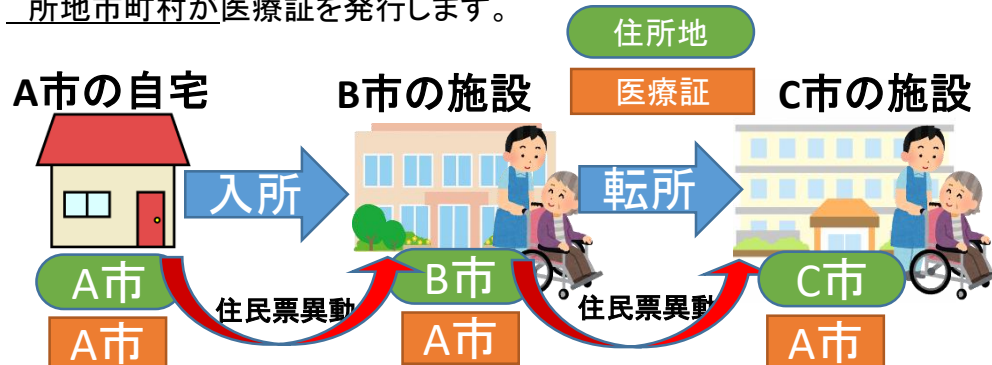 所地市町村が医療証を発行します。
住所地
医療証
A市の自宅
B市の施設
C市の施設
入所
転所
A市
B市
C市
住民票異動
住民票異動
A市
A市
A市